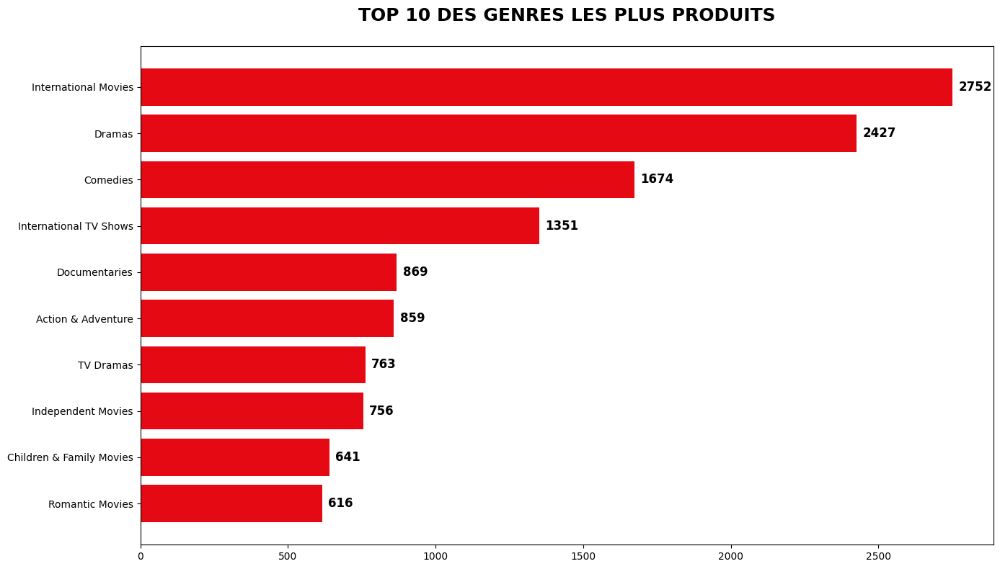 TOP 10 DES GENRES LES PLUS PRODUITS
International Movies 2752
Dramas 2427
Comedies 1674
International TV Shows 1351
Documentaries 869
Action & Adventure 859
TV Dramas 763
Independent Movies 756
Children & Family Movies 641
Romantic Movies 616
0 500 1000 1500 2000 2500